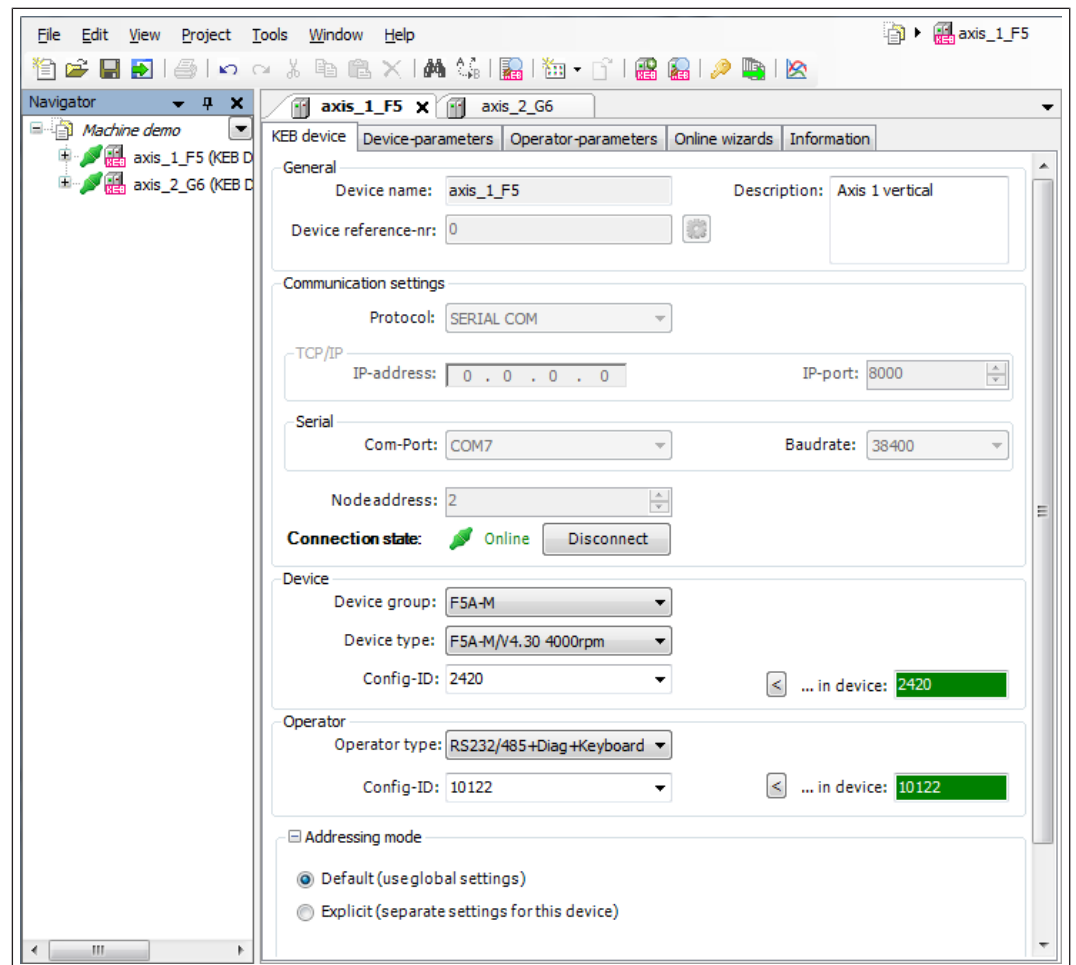 File Edit View Project Tools Window Help axis_1_F5
Navigator
axis_1_F5 axis_2_G6
Machine demo
axis_1_F5 (KEB D
axis_2_G6 (KEB D
KEB device Device-parameters Operator-parameters Online wizards Information
General
Device name: axis_1_F5 Description: Axis 1 vertical
Device reference-nr: 0
Communication settings
Protocol: SERIAL COM
TCP/IP
IP-address: 0 . 0 . 0 . 0 IP-port: 8000
Serial
Com-Port: COM7 Baudrate: 38400
Nodeaddress: 2
Connection state: Online Disconnect
Device
Device group: F5A-M
Device type: F5A-M/V4.30 4000rpm
Config-ID: 2420 < ... in device: 2420
Operator
Operator type: RS232/485+Diag+Keyboard
Config-ID: 10122 < ... in device: 10122
Addressing mode
Default (use global settings)
Explicit (separate settings for this device)